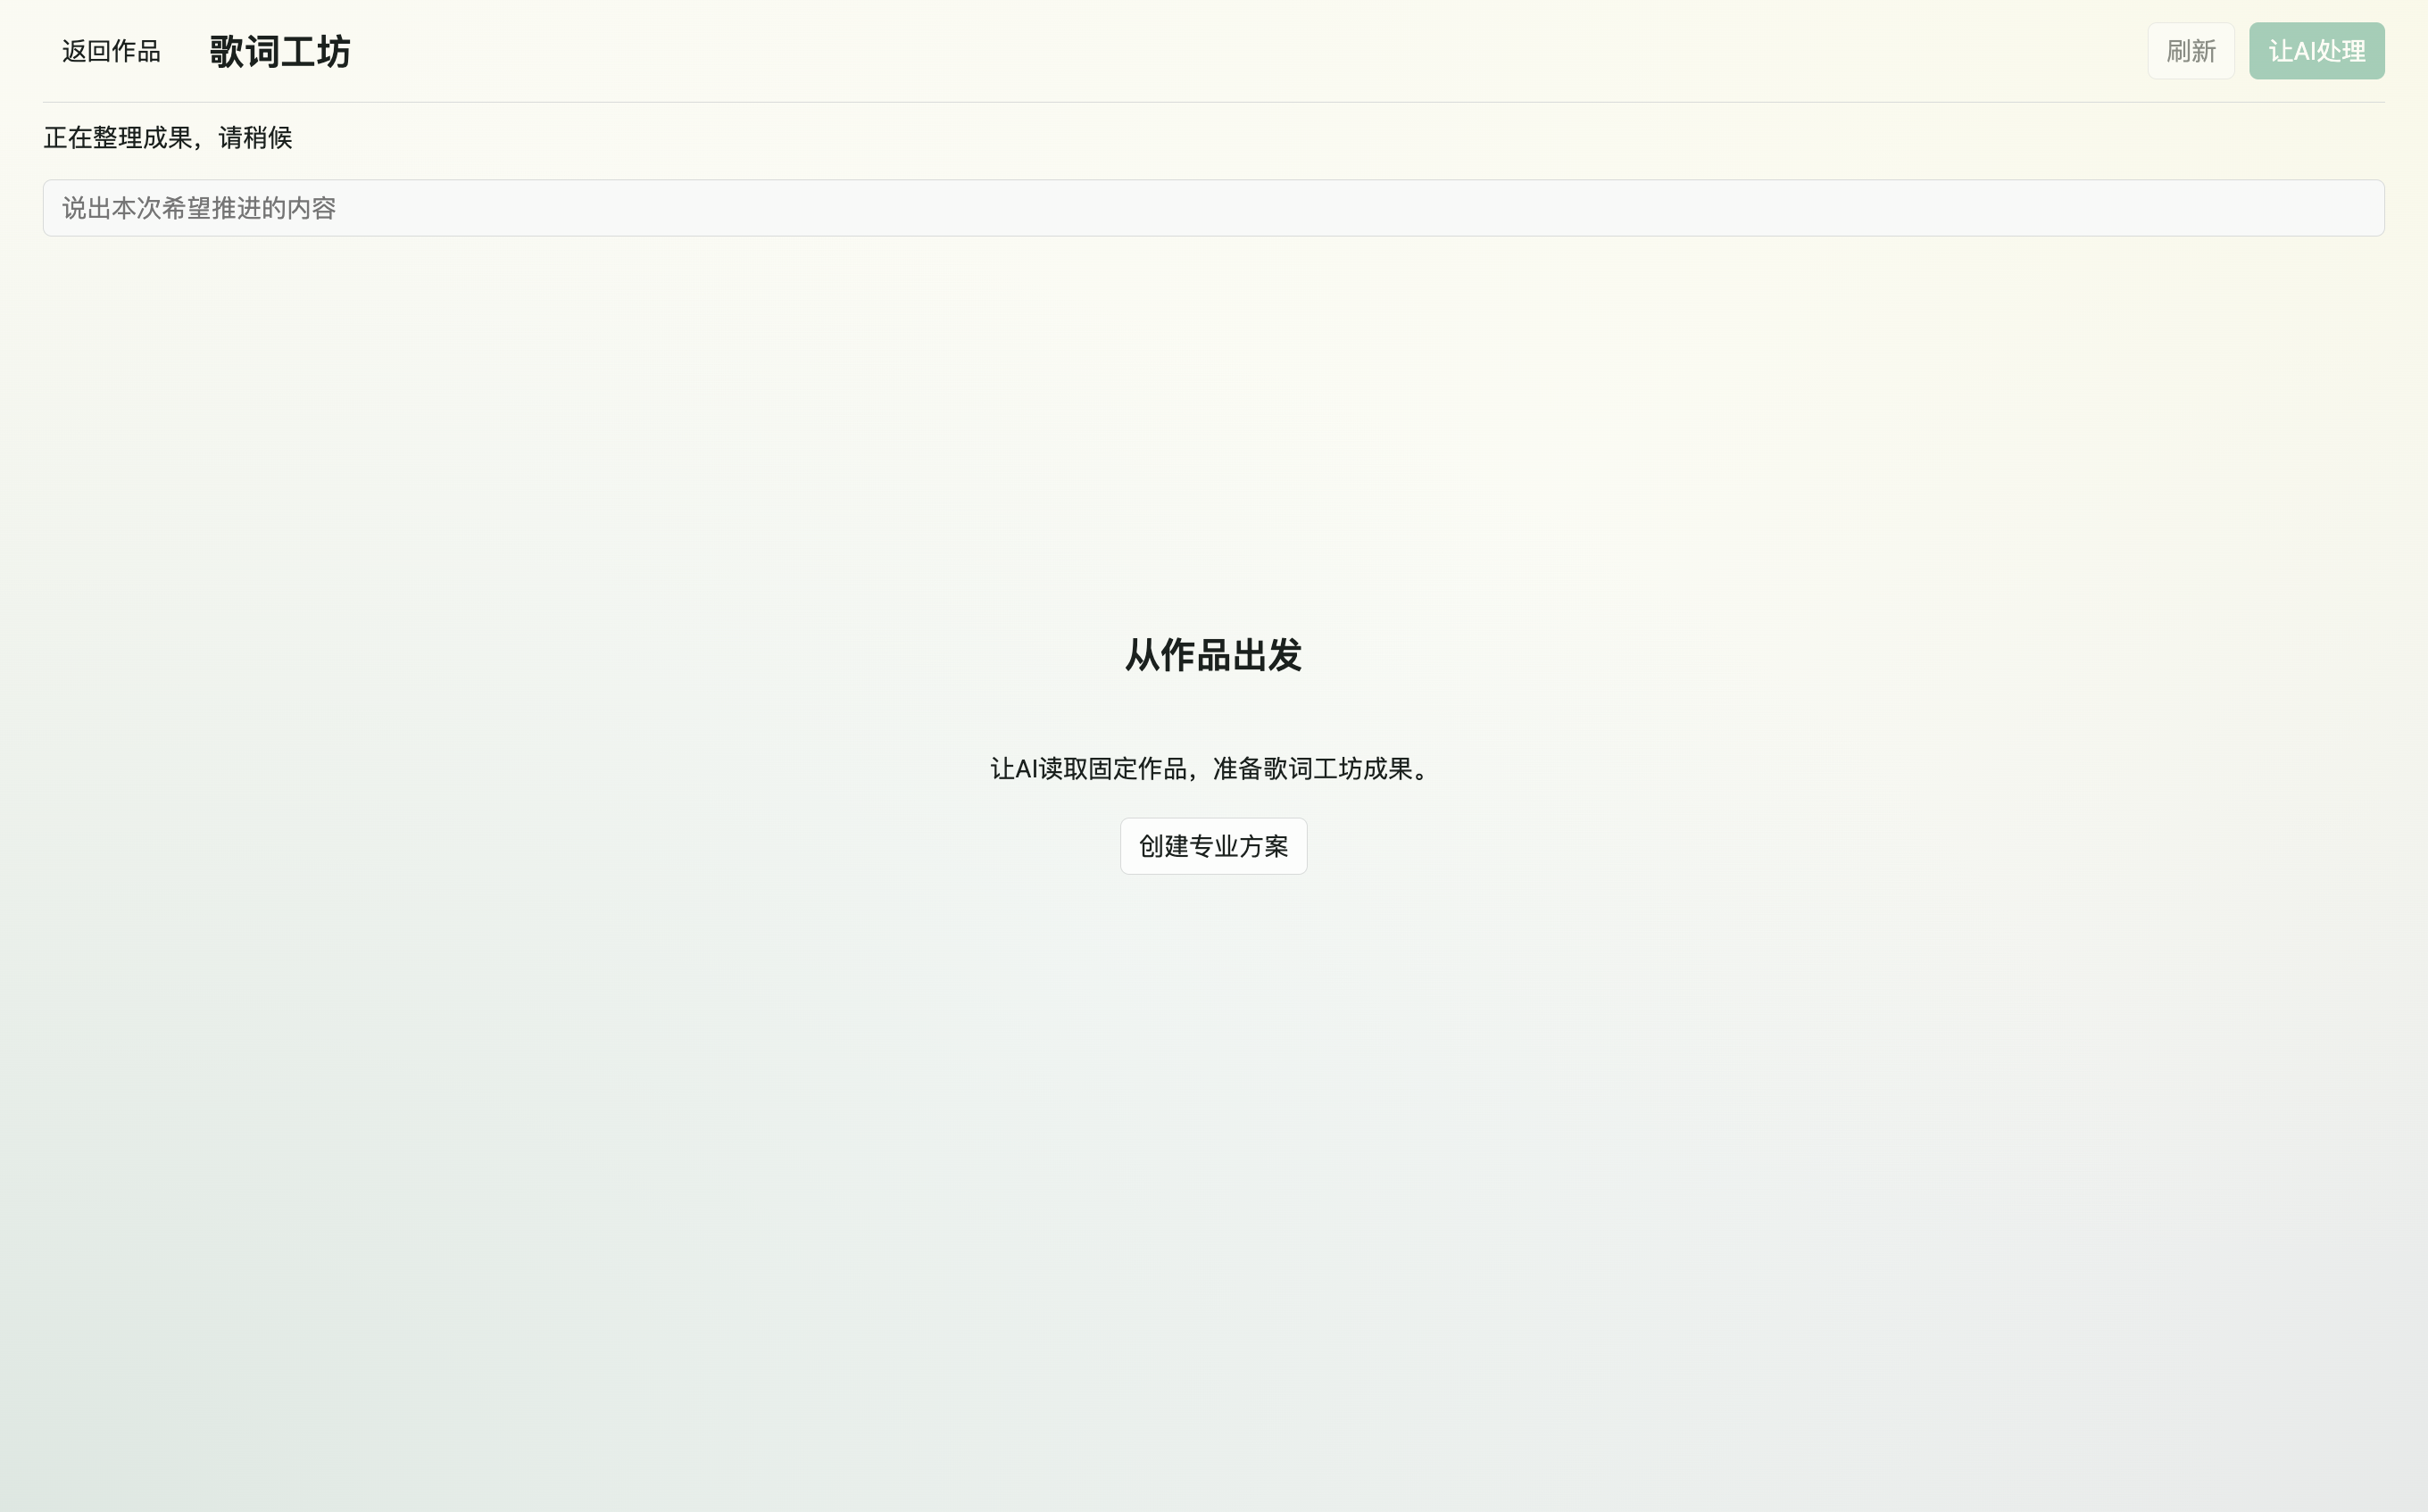 返回作品
歌词工坊
刷新
让AI处理
正在整理成果，请稍候
说出本次希望推进的内容
从作品出发
让AI读取固定作品，准备歌词工坊成果。
创建专业方案